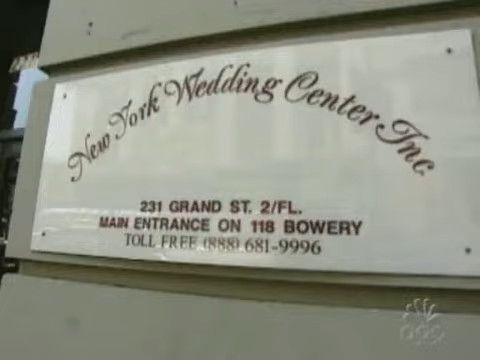 New York Wedding Center Inc
231 GRAND ST. 2/FL.
MAIN ENTRANCE ON 118 BOWERY
TOLL FREE (888) 681-9996